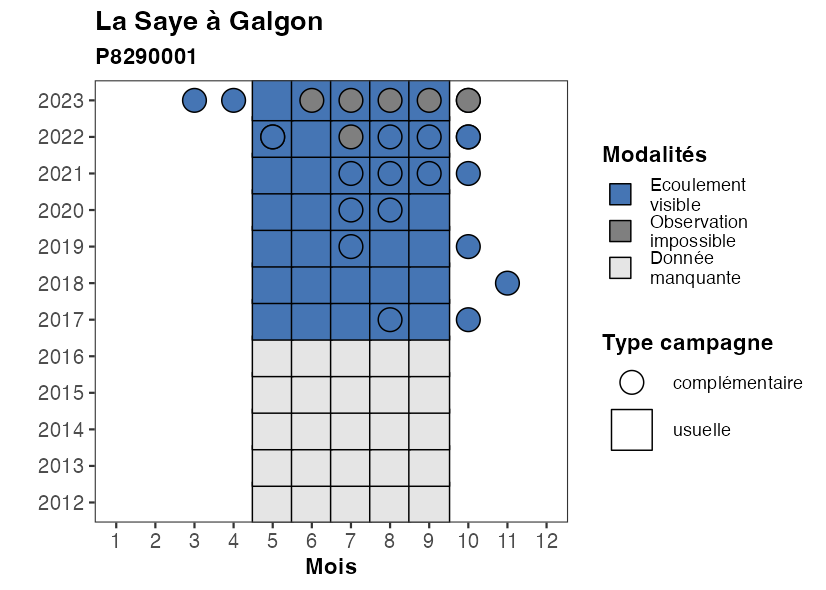 La Saye à Galgon
P8290001
2023
2022
2021
2020
2019
2018
2017
2016
2015
2014
2013
2012
1 2 3 4 5 6 7 8 9 10 11 12
Mois
Modalités
Ecoulement
visible
Observation
impossible
Donnée
manquante
Type campagne
complémentaire
usuelle